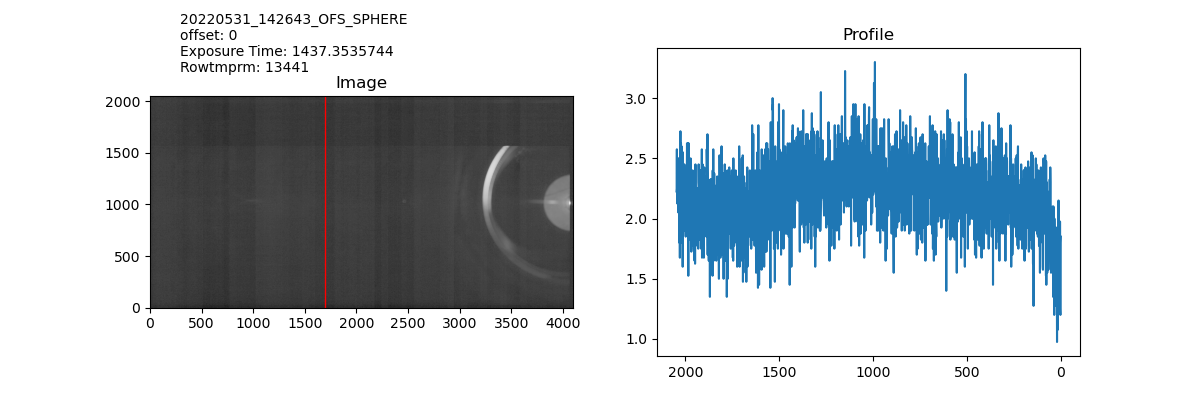 20220531_142643_OFS_SPHERE
offset: 0
Exposure Time: 1437.3535744
Rowtmprm: 13441
Image
2000
1500
1000
500
0
0 500 1000 1500 2000 2500 3000 3500 4000
Profile
3.0
2.5
2.0
1.5
1.0
2000 1500 1000 500 0